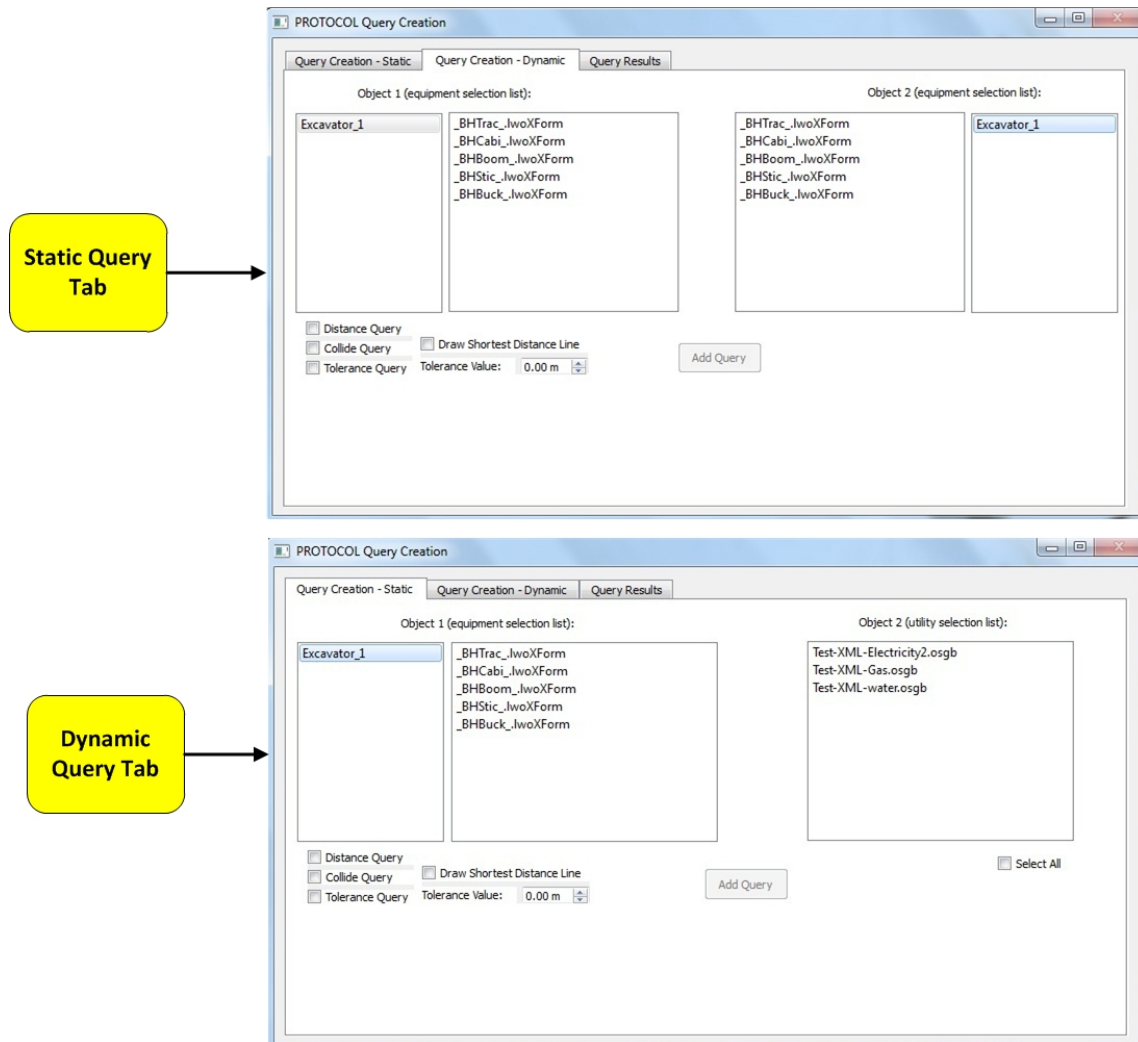 PROTOCOL Query Creation
Query Creation - Static
Query Creation - Dynamic
Query Results
Object 1 (equipment selection list):
Object 2 (equipment selection list):
Excavator_1
_BHTrac_.lwoXForm
_BHCabi_.lwoXForm
_BHBoom_.lwoXForm
_BHStic_.lwoXForm
_BHBuck_.lwoXForm
_BHTrac_.lwoXForm
_BHCabi_.lwoXForm
_BHBoom_.lwoXForm
_BHStic_.lwoXForm
_BHBuck_.lwoXForm
Excavator_1
Static Query
Tab
Distance Query
Collide Query
Tolerance Query
Draw Shortest Distance Line
Tolerance Value: 0.00 m
Add Query
PROTOCOL Query Creation
Query Creation - Static
Query Creation - Dynamic
Query Results
Object 1 (equipment selection list):
Object 2 (utility selection list):
Excavator_1
_BHTrac_.lwoXForm
_BHCabi_.lwoXForm
_BHBoom_.lwoXForm
_BHStic_.lwoXForm
_BHBuck_.lwoXForm
Test-XML-Electricity2.osgb
Test-XML-Gas.osgb
Test-XML-water.osgb
Dynamic
Query Tab
Distance Query
Collide Query
Tolerance Query
Draw Shortest Distance Line
Tolerance Value: 0.00 m
Add Query
Select All